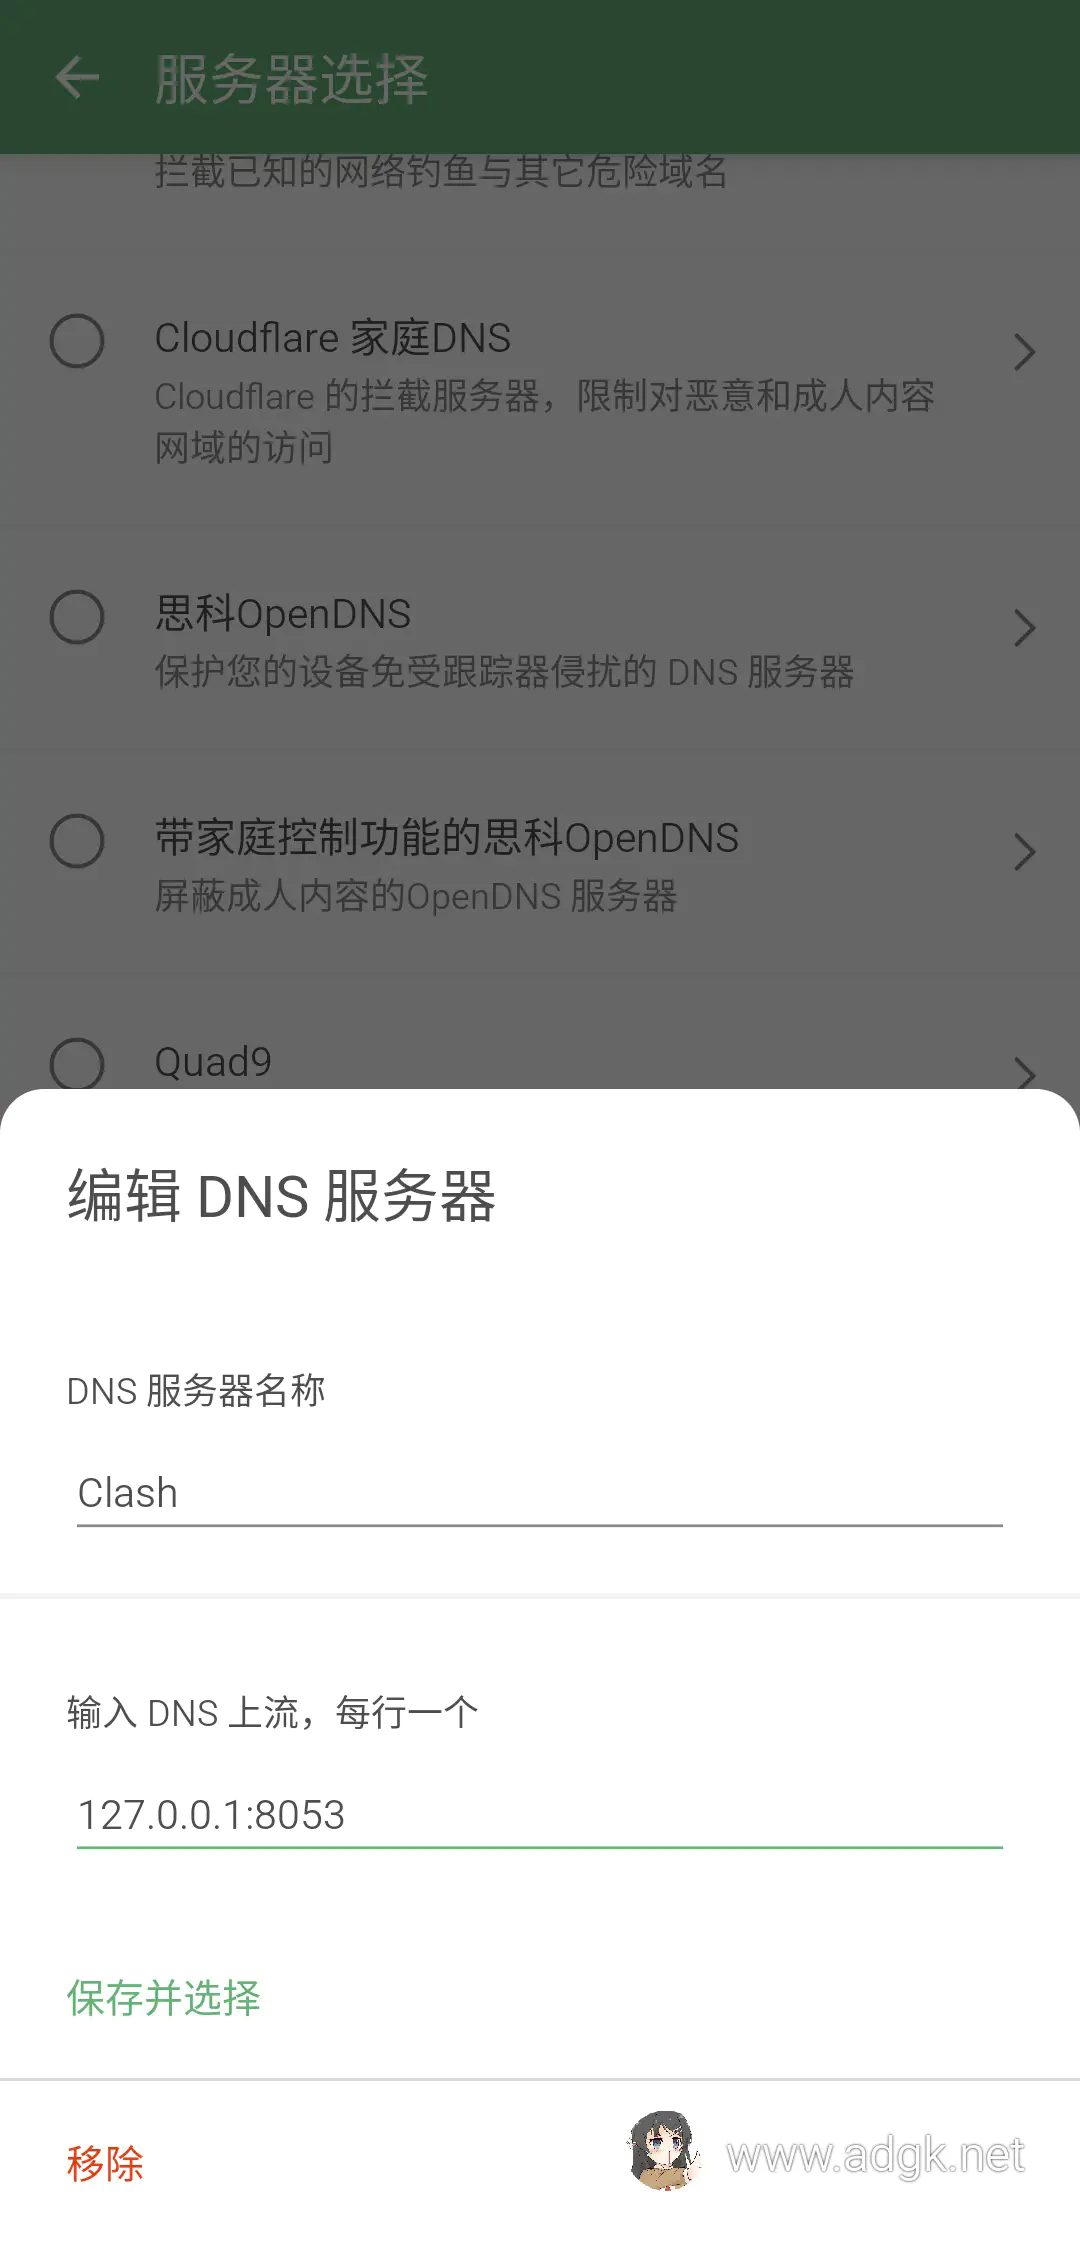 服务器选择
拦截已知的网络钓鱼与其它危险域名
Cloudflare 家庭DNS
Cloudflare 的拦截服务器，限制对恶意和成人内容
网域的访问
思科OpenDNS
保护您的设备免受跟踪器侵扰的 DNS 服务器
带家庭控制功能的思科OpenDNS
屏蔽成人内容的OpenDNS 服务器
Quad9
编辑 DNS 服务器
DNS 服务器名称
Clash
输入 DNS 上流，每行一个
127.0.0.1:8053
保存并选择
移除
www.adgk.net